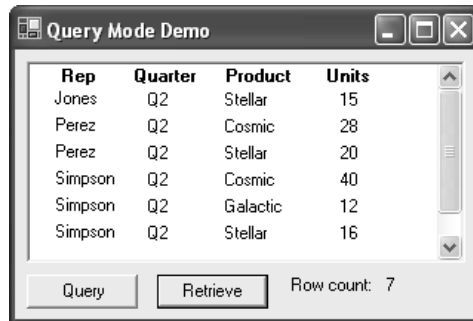 Query Mode Demo
Rep Quarter Product Units
Jones Q2 Stellar 15
Perez Q2 Cosmic 28
Perez Q2 Stellar 20
Simpson Q2 Cosmic 40
Simpson Q2 Galactic 12
Simpson Q2 Stellar 16
Query Retrieve Row count: 7